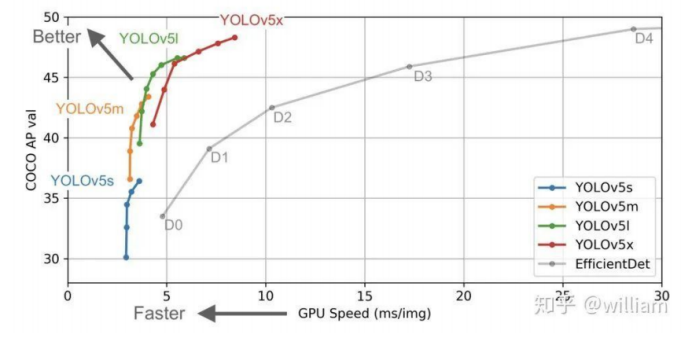 50
YOLOv5x
Better
YOLOv5l
D4
D3
45
YOLOv5m
D2
COCO AP val
40
D1
YOLOv5s
35
D0
YOLOv5s
YOLOv5m
YOLOv5l
YOLOv5x
EfficientDet
30
0 5 10 15 20 25 30
知乎 @william
Faster GPU Speed (ms/img)